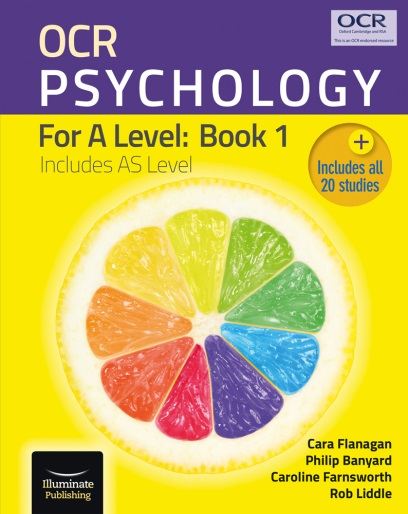 OCR
Oxford Cambridge and RSA
This is an OCR endorsed resource
OCR
PSYCHOLOGY
For A Level: Book 1
Includes AS Level
+
Includes all
20 studies
Cara Flanagan
Philip Banyard
Caroline Farnsworth
Rob Liddle
Illuminate
Publishing